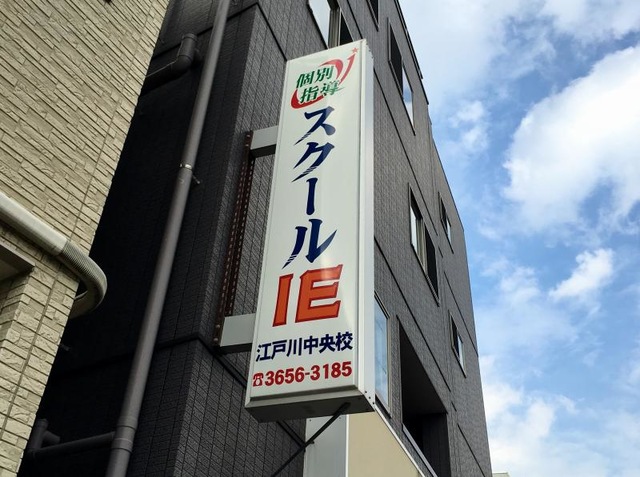 個別
指導
スクール
IE
江戸川中央校
☎3656-3185